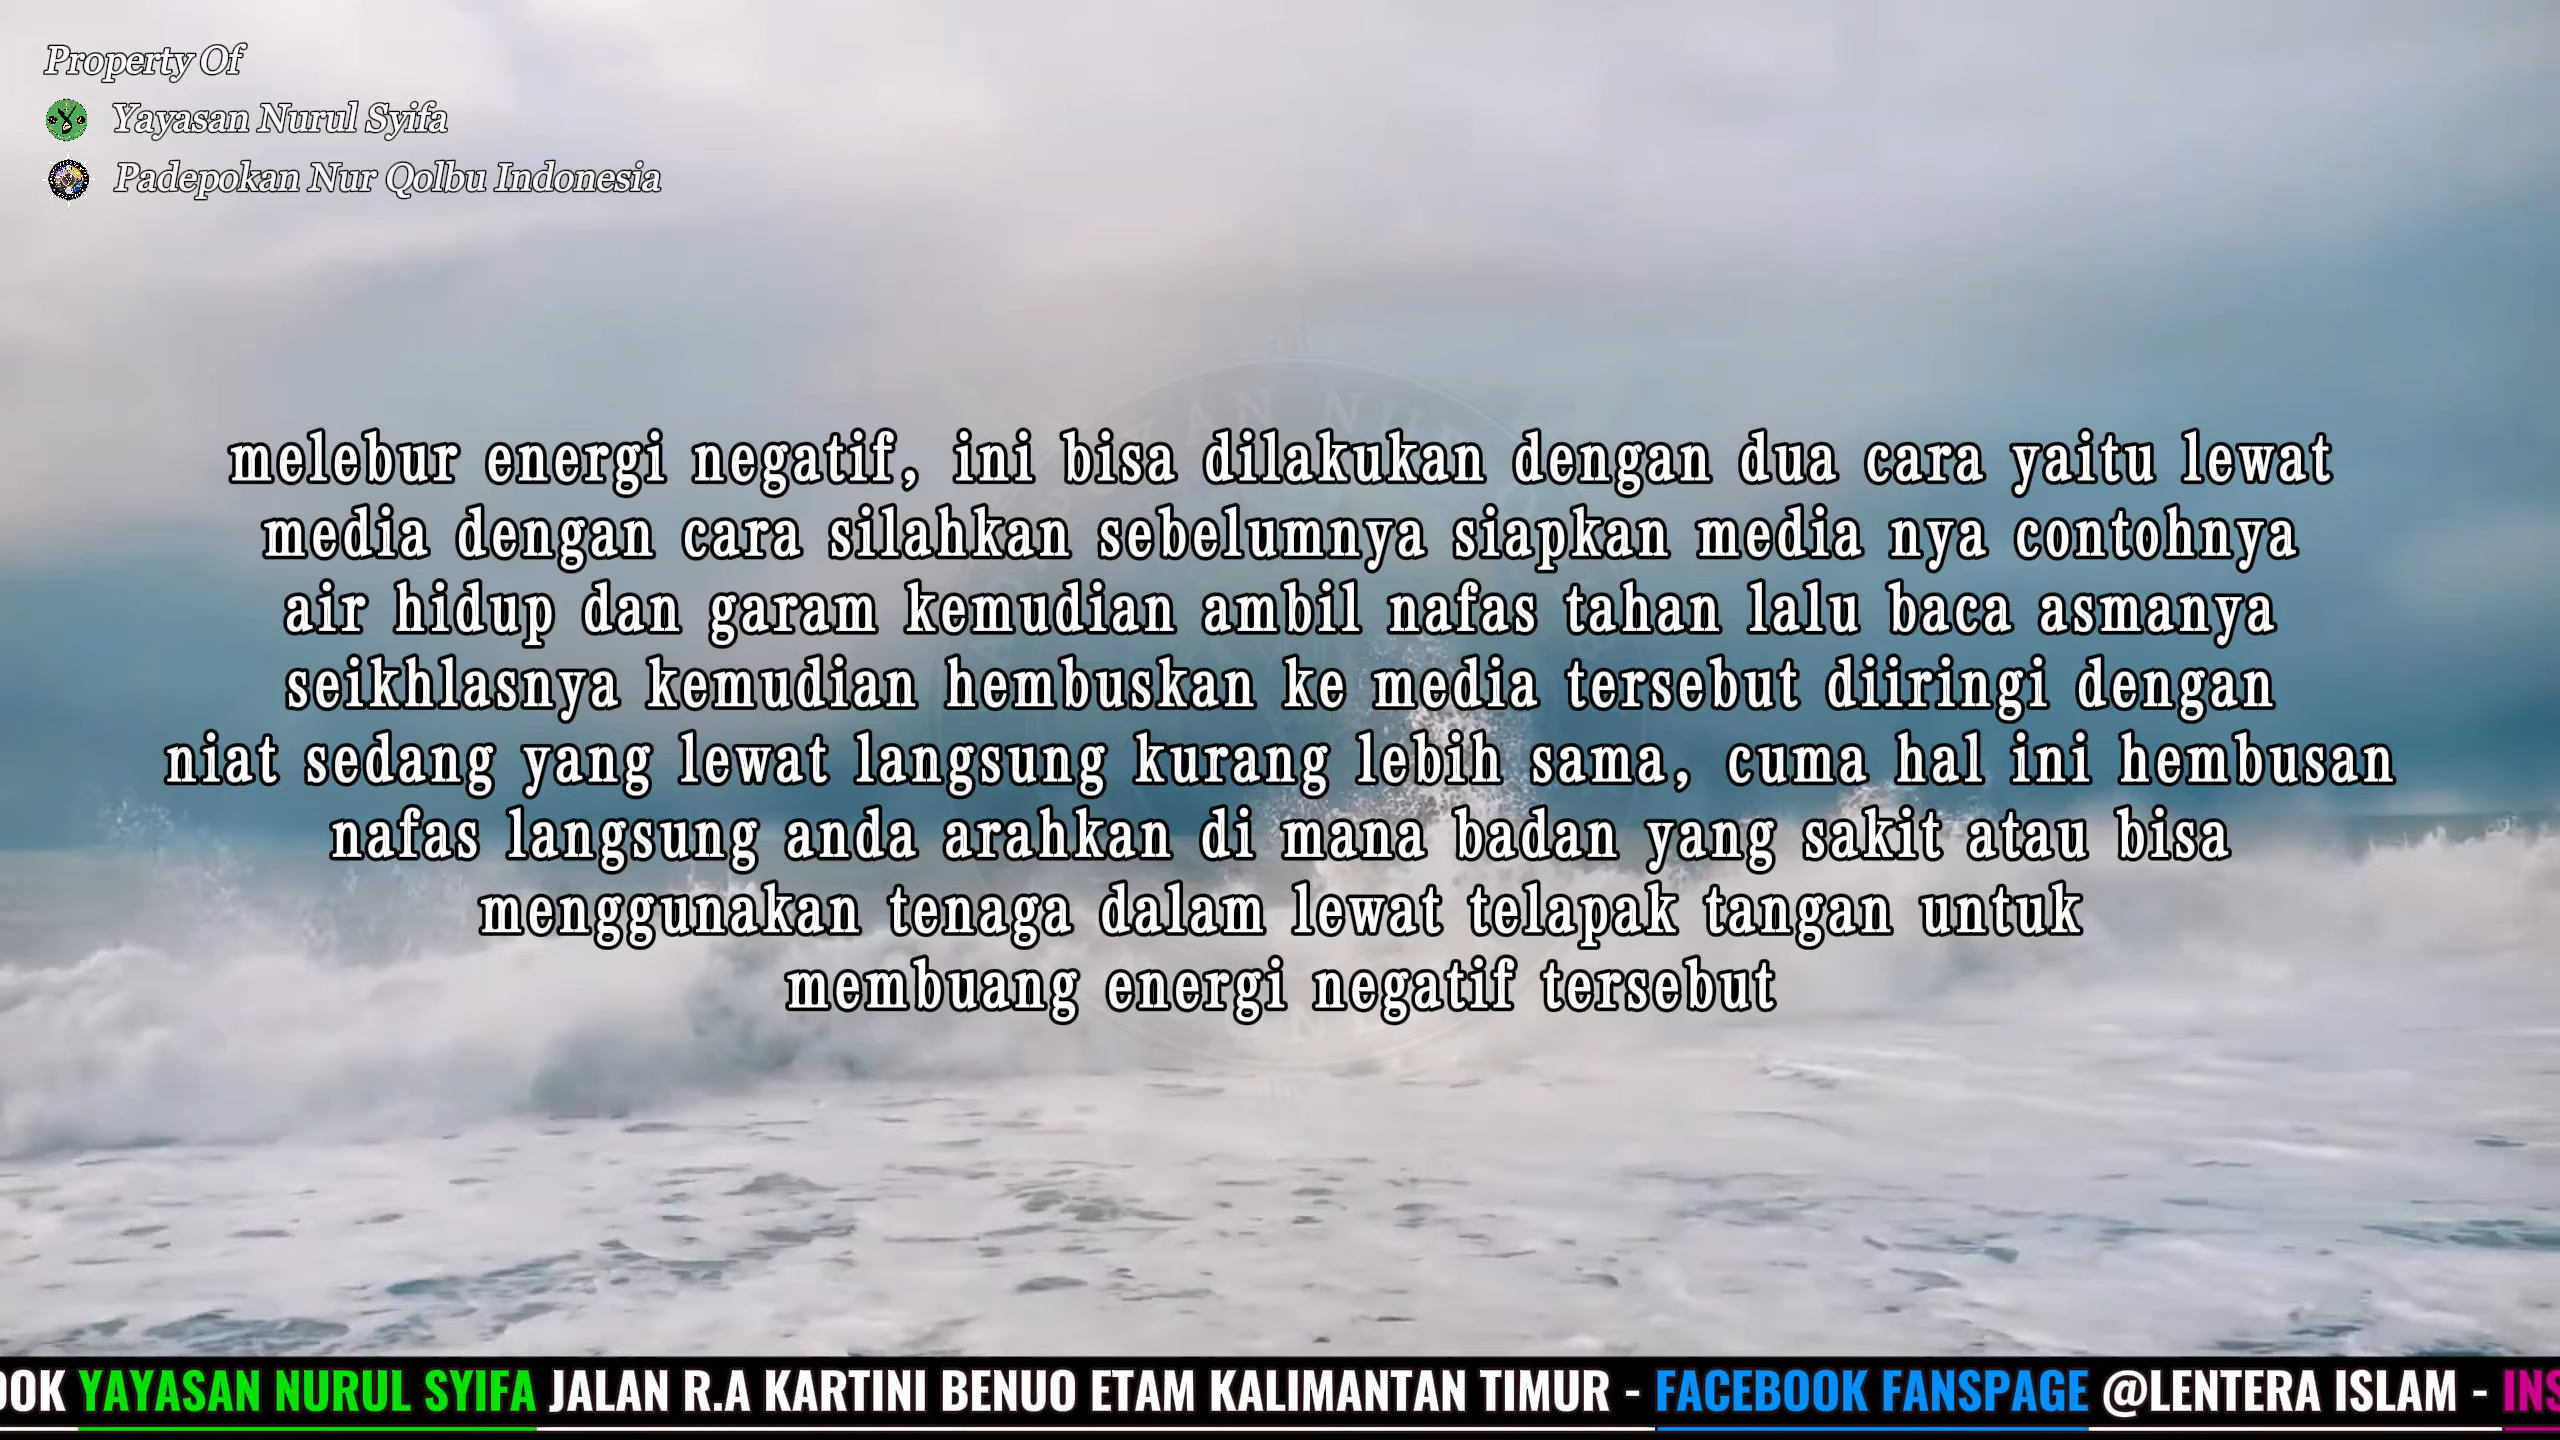 Property Of
Yayasan Nurul Syifa
Padepokan Nur Qolbu Indonesia
melebur energi negatif, ini bisa dilakukan dengan dua cara yaitu lewat
media dengan cara silahkan sebelumnya siapkan media nya contohnya
air hidup dan garam kemudian ambil nafas tahan lalu baca asmanya
seikhlasnya kemudian hembuskan ke media tersebut diiringi dengan
niat sedang yang lewat langsung kurang lebih sama, cuma hal ini hembusan
nafas langsung anda arahkan di mana badan yang sakit atau bisa
menggunakan tenaga dalam lewat telapak tangan untuk
membuang energi negatif tersebut
YAYASAN NURUL SYIFA JALAN R.A KARTINI BENUO ETAM KALIMANTAN TIMUR - FACEBOOK FANSPAGE @LENTERA ISLAM -